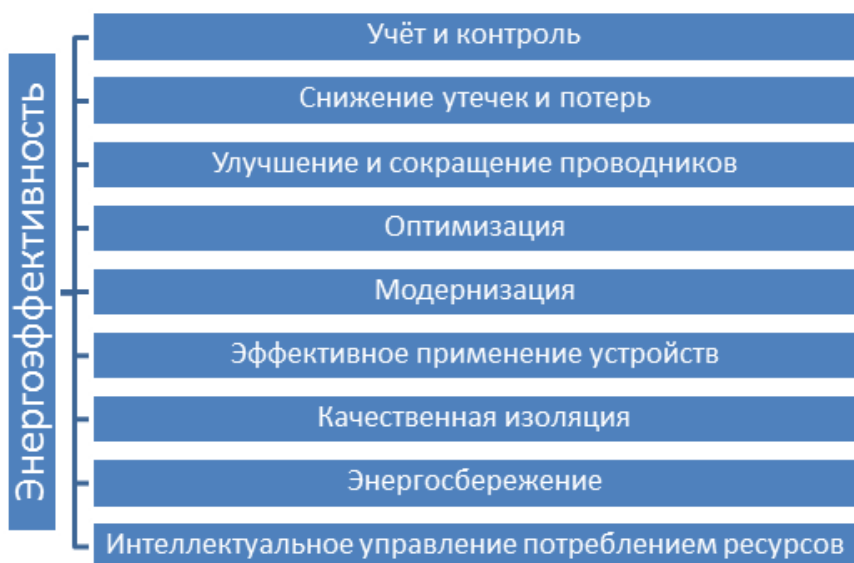 Энергоэффективность
Учёт и контроль
Снижение утечек и потерь
Улучшение и сокращение проводников
Оптимизация
Модернизация
Эффективное применение устройств
Качественная изоляция
Энергосбережение
Интеллектуальное управление потреблением ресурсов